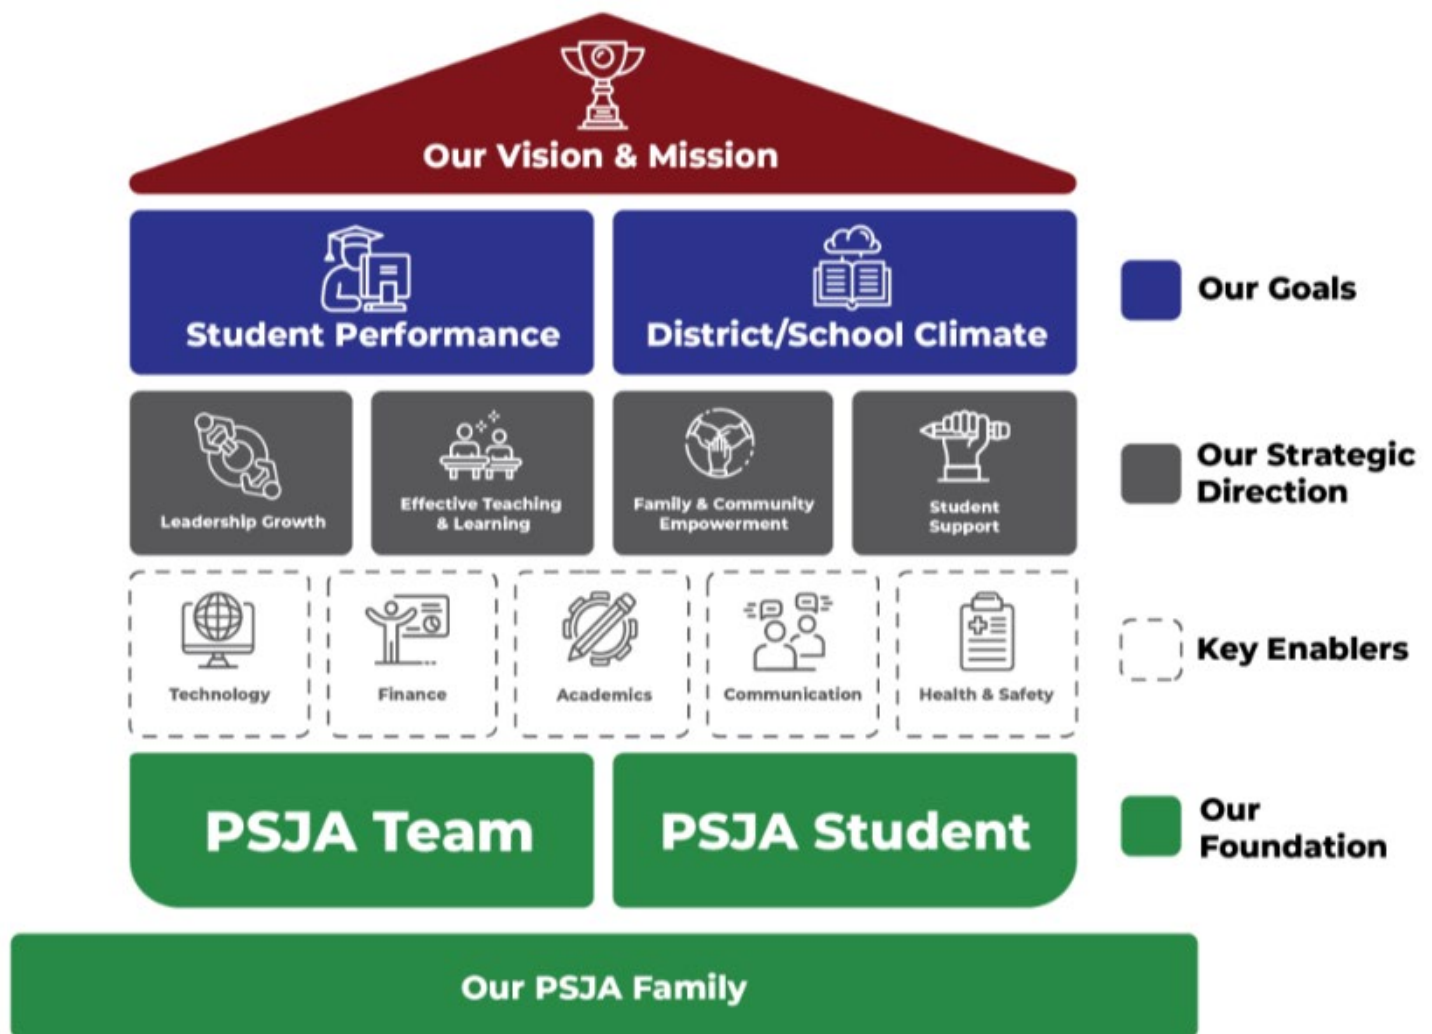 Our Vision & Mission
Student Performance
District/School Climate
Our Goals
Leadership Growth
Effective Teaching
& Learning
Family & Community
Empowerment
Student
Support
Our Strategic
Direction
Technology
Finance
Academics
Communication
Health & Safety
Key Enablers
PSJA Team
PSJA Student
Our
Foundation
Our PSJA Family